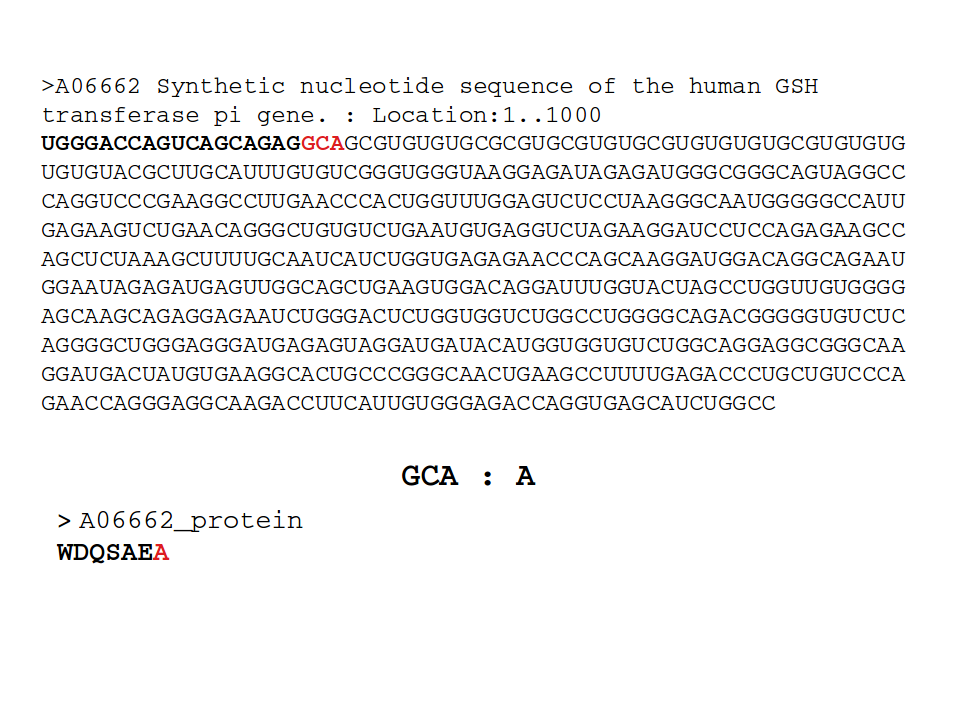 >A06662 Synthetic nucleotide sequence of the human GSH
transferase pi gene. : Location:1..1000
UGGGACCAGUCAGCAGAGGCAGCGUGUGUGCGCGUGCGUGUGCGUGUGUGUGCGUGUGUG
UGUGUACGCUUGCAUUUGUGUCGGGUGGGUAAGGAGAUAGAGAUGGGCGGGCAGUAGGCC
CAGGUCCCGAAGGCCUUGAACCCACUGGUUUGGAGUCUCCUAAGGGCAAUGGGGGCCAUU
GAGAAGUCUGAACAGGGCUGUGUCUGAAUGUGAGGUCUAGAAGGAUCCUCCAGAGAAGCC
AGCUCUAAAGCUUUUGCAAUCAUCUGGUGAGAGAACCCAGCAAGGAUGGACAGGCAGAAU
GGAAUAGAGAUGAGUUGGCAGCUGAAGUGGACAGGAUUUGGUACUAGCCUGGUUGUGGGG
AGCAAGCAGAGGAGAAUCUGGGACUCUGGUGGUCUGGCCUGGGGCAGACGGGGGUGUCUC
AGGGGCUGGGAGGGAUGAGAGUAGGAUGAUACAUGGUGGUGUCUGGCAGGAGGCGGGCAA
GGAUGACUAUGUGAAGGCACUGCCCGGGCAACUGAAGCCUUUUGAGACCCUGCUGUCCCA
GAACCAGGGAGGCAAGACCUUCAUUGUGGGAGACCAGGUGAGCAUCUGGCC
GCA : A
> A06662_protein
WDQSAEA